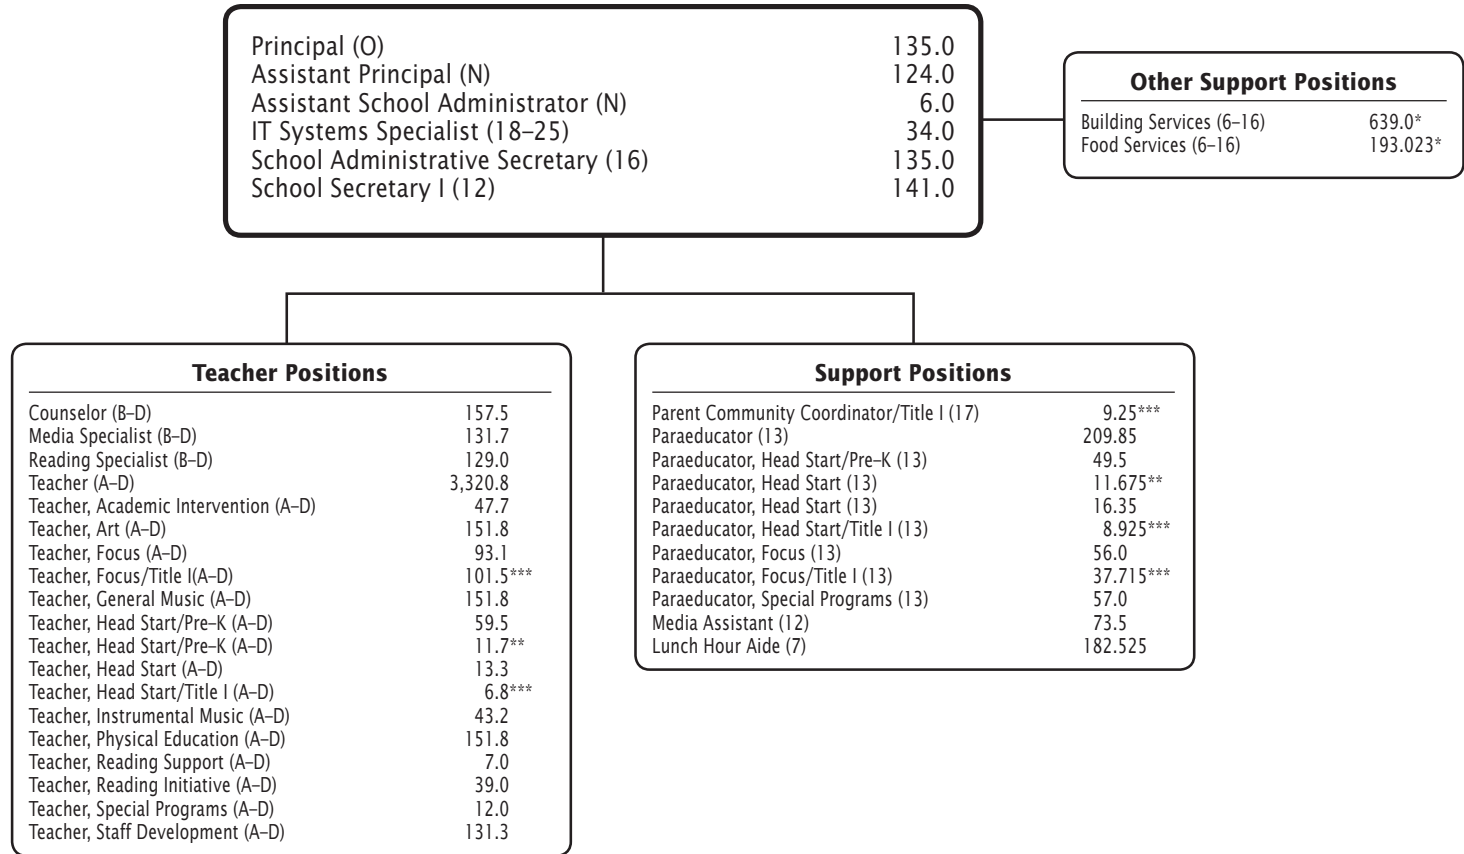 Principal (O) 135.0
Assistant Principal (N) 124.0
Assistant School Administrator (N) 6.0
IT Systems Specialist (18–25) 34.0
School Administrative Secretary (16) 135.0
School Secretary I (12) 141.0
Other Support Positions
Building Services (6–16) 639.0*
Food Services (6–16) 193.023*
Teacher Positions
Counselor (B–D) 157.5
Media Specialist (B–D) 131.7
Reading Specialist (B–D) 129.0
Teacher (A–D) 3,320.8
Teacher, Academic Intervention (A–D) 47.7
Teacher, Art (A–D) 151.8
Teacher, Focus (A–D) 93.1
Teacher, Focus/Title I(A–D) 101.5***
Teacher, General Music (A–D) 151.8
Teacher, Head Start/Pre–K (A–D) 59.5
Teacher, Head Start/Pre–K (A–D) 11.7**
Teacher, Head Start (A–D) 13.3
Teacher, Head Start/Title I (A–D) 6.8***
Teacher, Instrumental Music (A–D) 43.2
Teacher, Physical Education (A–D) 151.8
Teacher, Reading Support (A–D) 7.0
Teacher, Reading Initiative (A–D) 39.0
Teacher, Special Programs (A–D) 12.0
Teacher, Staff Development (A–D) 131.3
Support Positions
Parent Community Coordinator/Title I (17) 9.25***
Paraeducator (13) 209.85
Paraeducator, Head Start/Pre–K (13) 49.5
Paraeducator, Head Start (13) 11.675**
Paraeducator, Head Start (13) 16.35
Paraeducator, Head Start/Title I (13) 8.925***
Paraeducator, Focus (13) 56.0
Paraeducator, Focus/Title I (13) 37.715***
Paraeducator, Special Programs (13) 57.0
Media Assistant (12) 73.5
Lunch Hour Aide (7) 182.525